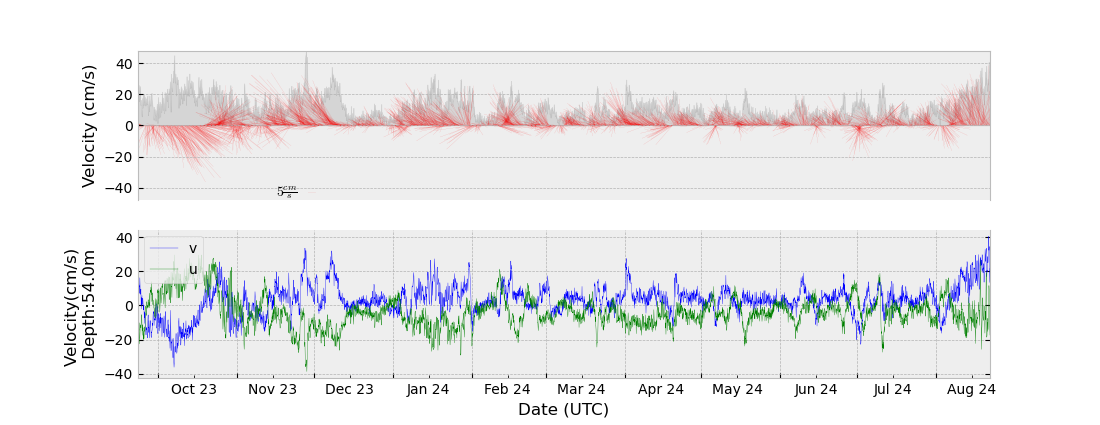 Velocity (cm/s)
40
20
0
−20
−40
5 cm/s
Velocity(cm/s)
Depth:54.0m
40
20
0
−20
−40
v
u
Oct 23 Nov 23 Dec 23 Jan 24 Feb 24 Mar 24 Apr 24 May 24 Jun 24 Jul 24 Aug 24
Date (UTC)